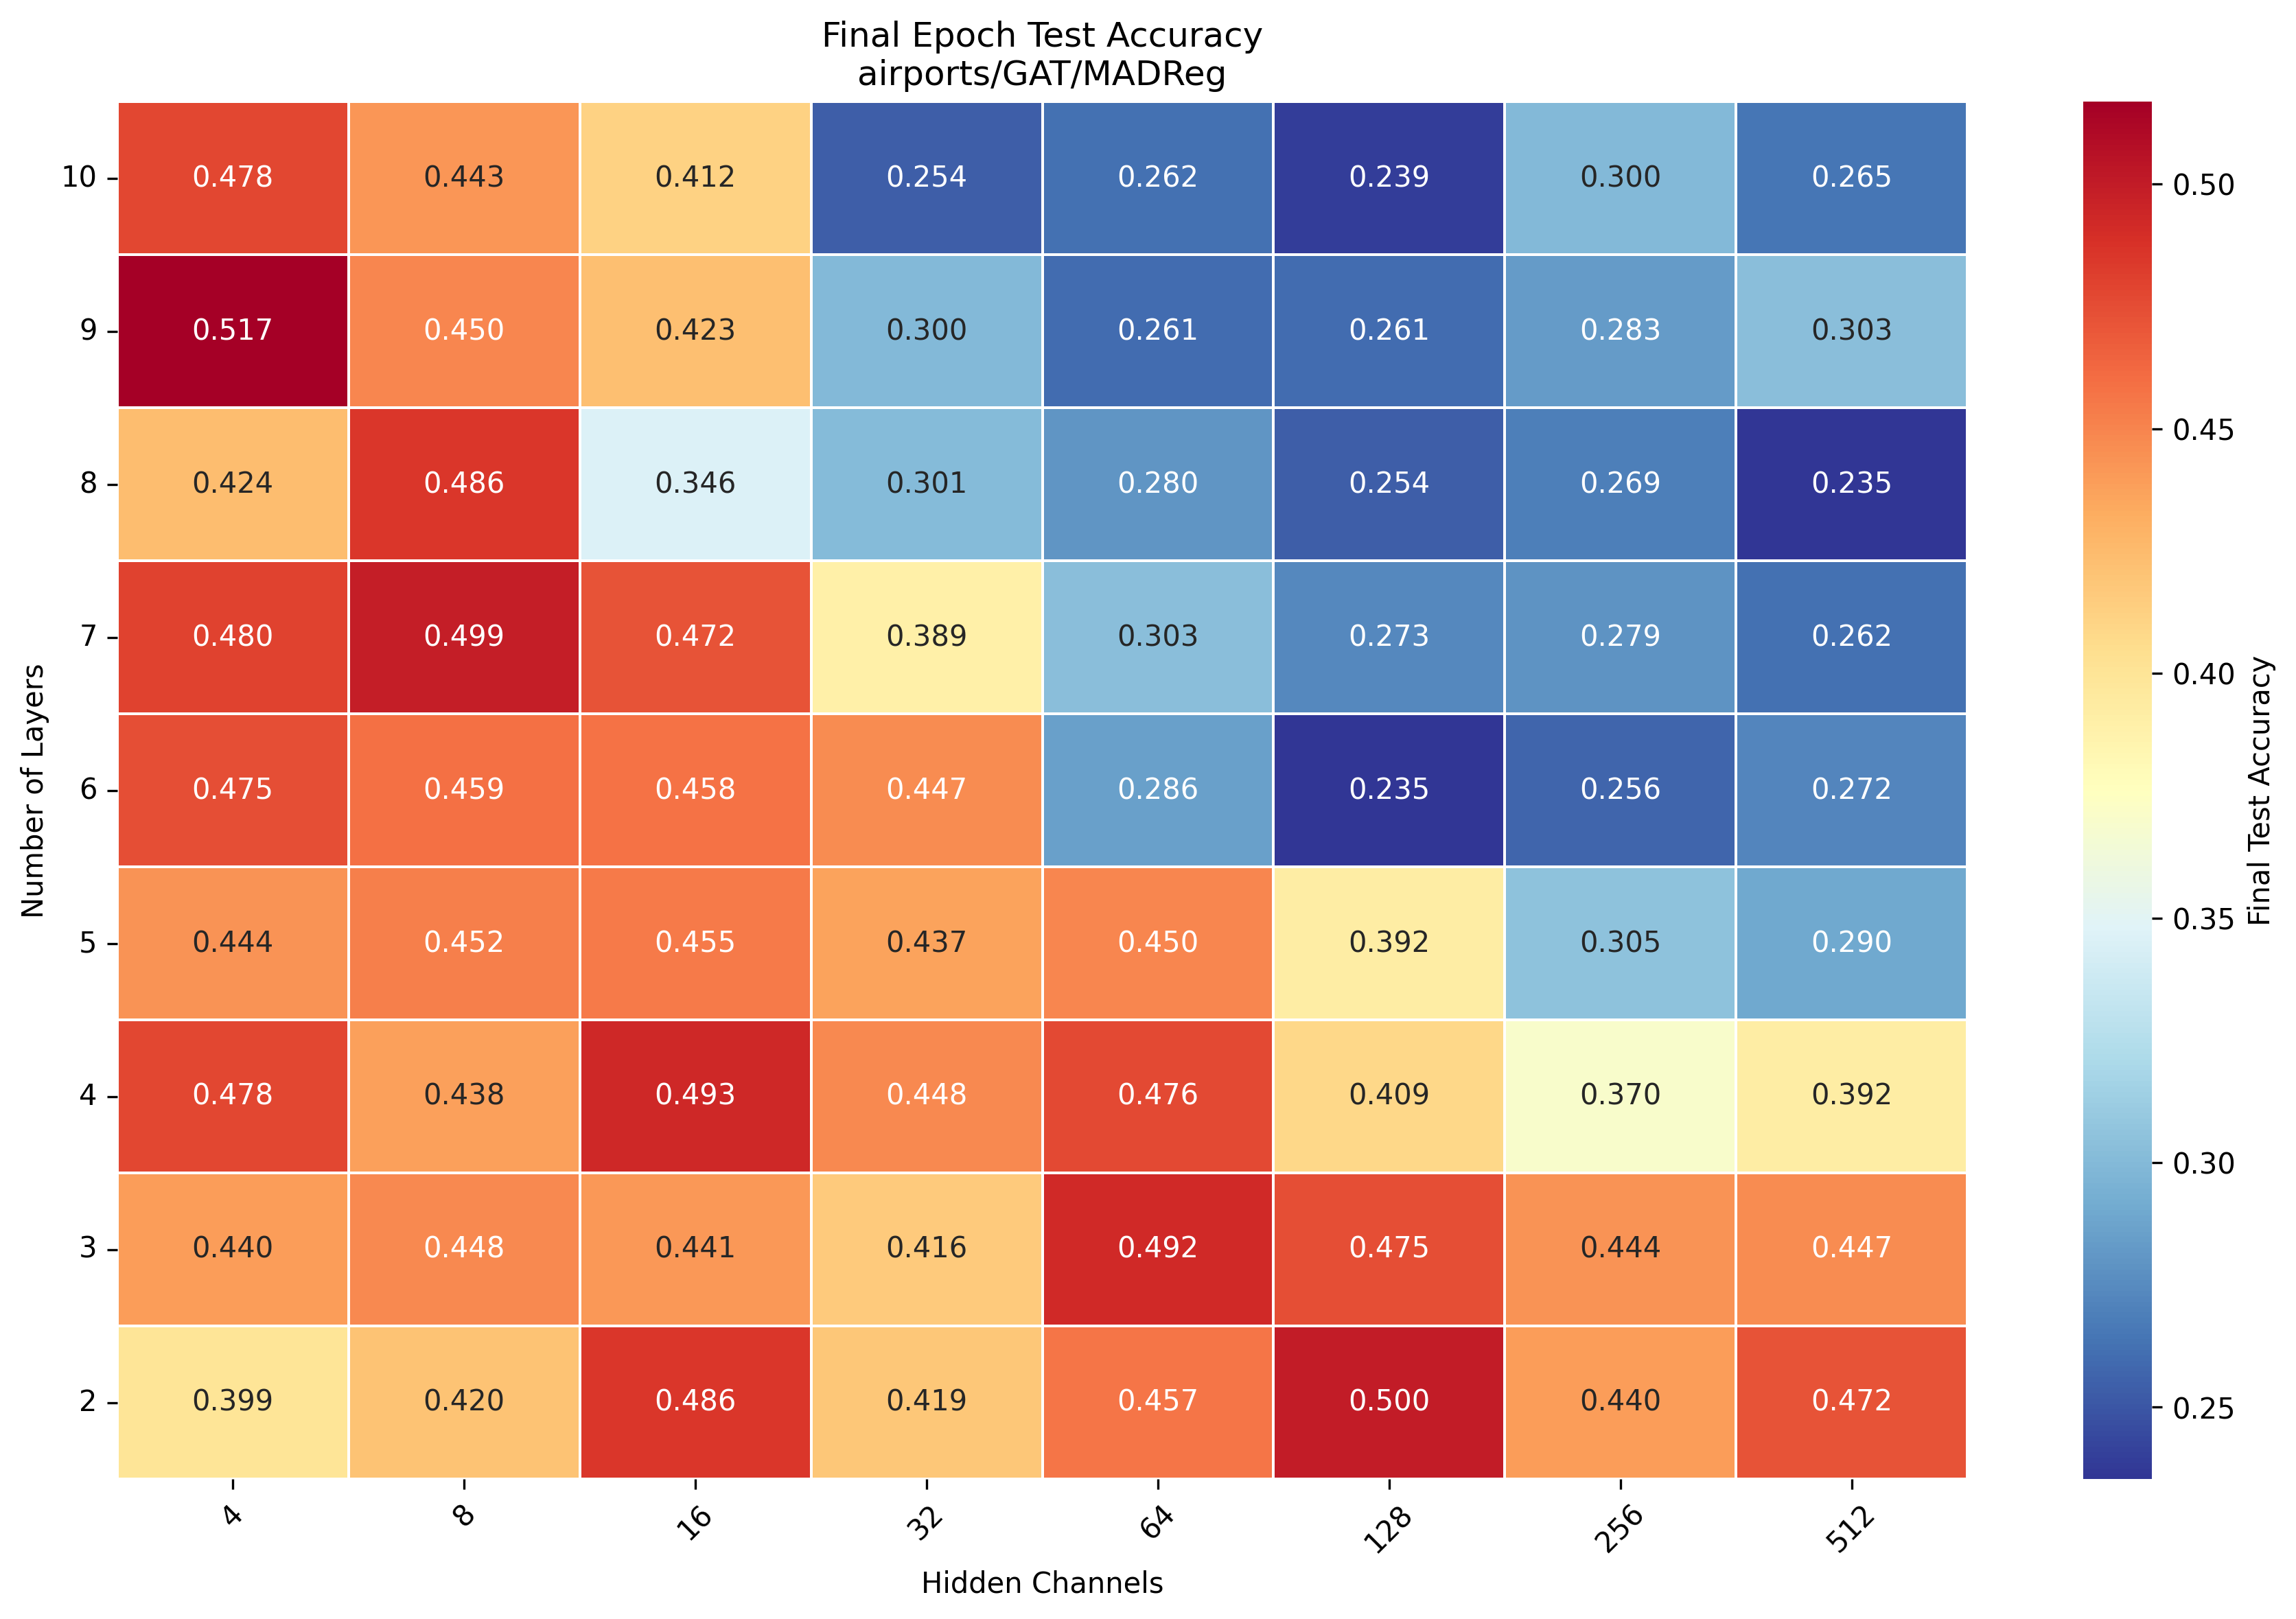 Final Epoch Test Accuracy
airports/GAT/MADReg
Number of Layers
10 0.478 0.443 0.412 0.254 0.262 0.239 0.300 0.265
9 0.517 0.450 0.423 0.300 0.261 0.261 0.283 0.303
8 0.424 0.486 0.346 0.301 0.280 0.254 0.269 0.235
7 0.480 0.499 0.472 0.389 0.303 0.273 0.279 0.262
6 0.475 0.459 0.458 0.447 0.286 0.235 0.256 0.272
5 0.444 0.452 0.455 0.437 0.450 0.392 0.305 0.290
4 0.478 0.438 0.493 0.448 0.476 0.409 0.370 0.392
3 0.440 0.448 0.441 0.416 0.492 0.475 0.444 0.447
2 0.399 0.420 0.486 0.419 0.457 0.500 0.440 0.472
4 8 16 32 64 128 256 512
Hidden Channels
0.50
0.45
0.40
0.35
0.30
0.25
Final Test Accuracy